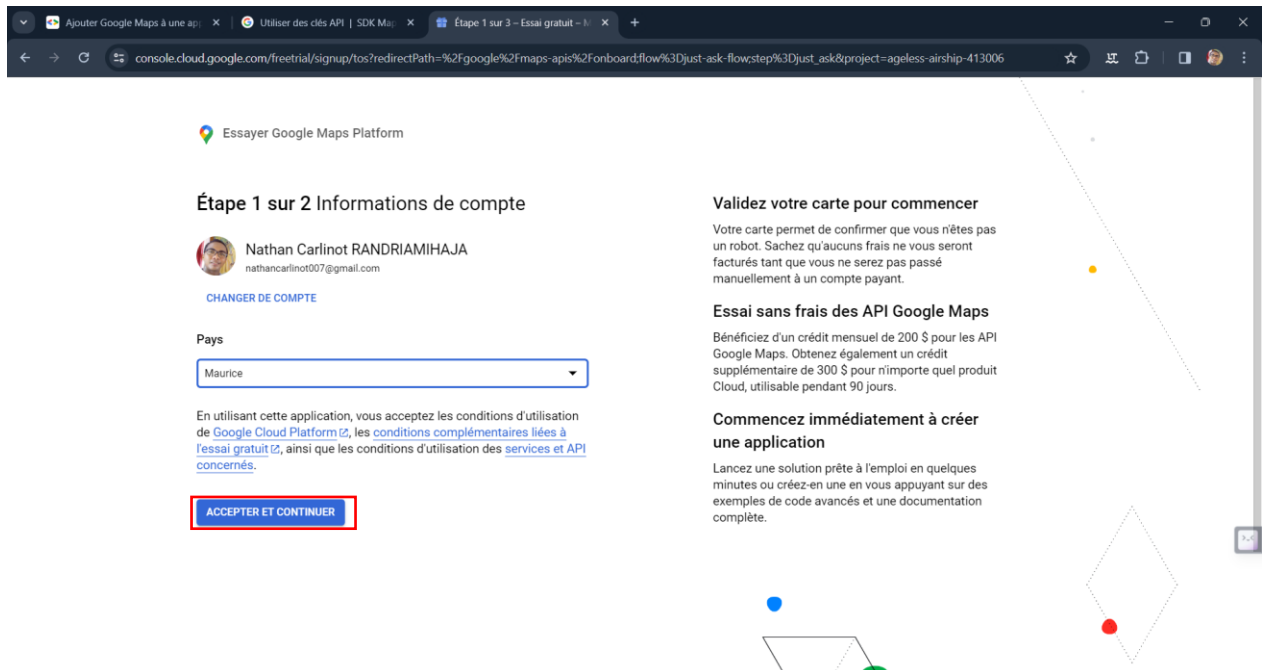 Ajouter Google Maps à une ap
Utiliser des clés API | SDK Map
Étape 1 sur 3 – Essai gratuit – M
console.cloud.google.com/freetrial/signup/tos?redirectPath=%2Fgoogle%2Fmaps-apis%2Fonboard;flow%3Djust-ask-flow;step%3Djust_ask&project=ageless-airship-413006
Essayer Google Maps Platform
Étape 1 sur 2 Informations de compte
Nathan Carlinot RANDRIAMIHAJA
nathancarlinot007@gmail.com
CHANGER DE COMPTE
Pays
Maurice
En utilisant cette application, vous acceptez les conditions d'utilisation
de Google Cloud Platform, les conditions complémentaires liées à
l'essai gratuit, ainsi que les conditions d'utilisation des services et API
concernés.
ACCEPTER ET CONTINUER
Validez votre carte pour commencer
Votre carte permet de confirmer que vous n'êtes pas
un robot. Sachez qu'aucuns frais ne vous seront
facturés tant que vous ne serez pas passé
manuellement à un compte payant.
Essai sans frais des API Google Maps
Bénéficiez d'un crédit mensuel de 200 $ pour les API
Google Maps. Obtenez également un crédit
supplémentaire de 300 $ pour n'importe quel produit
Cloud, utilisable pendant 90 jours.
Commencez immédiatement à créer
une application
Lancez une solution prête à l'emploi en quelques
minutes ou créez-en une en vous appuyant sur des
exemples de code avancés et une documentation
complète.